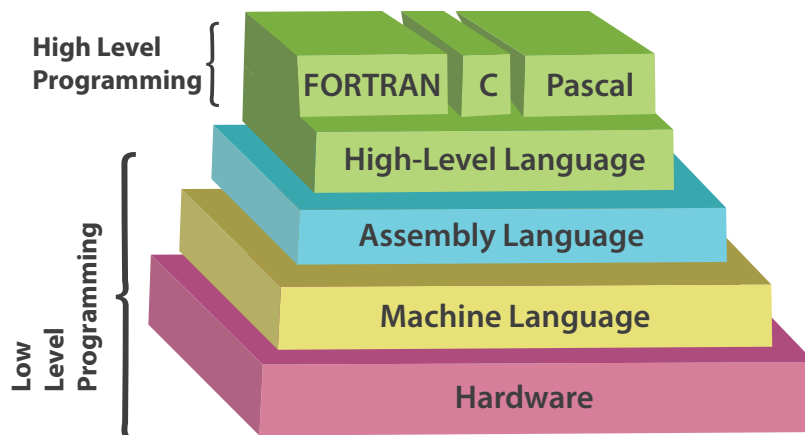 High Level
Programming
FORTRAN
C
Pascal
High-Level Language
Assembly Language
Machine Language
Hardware
Low
Level
Programming